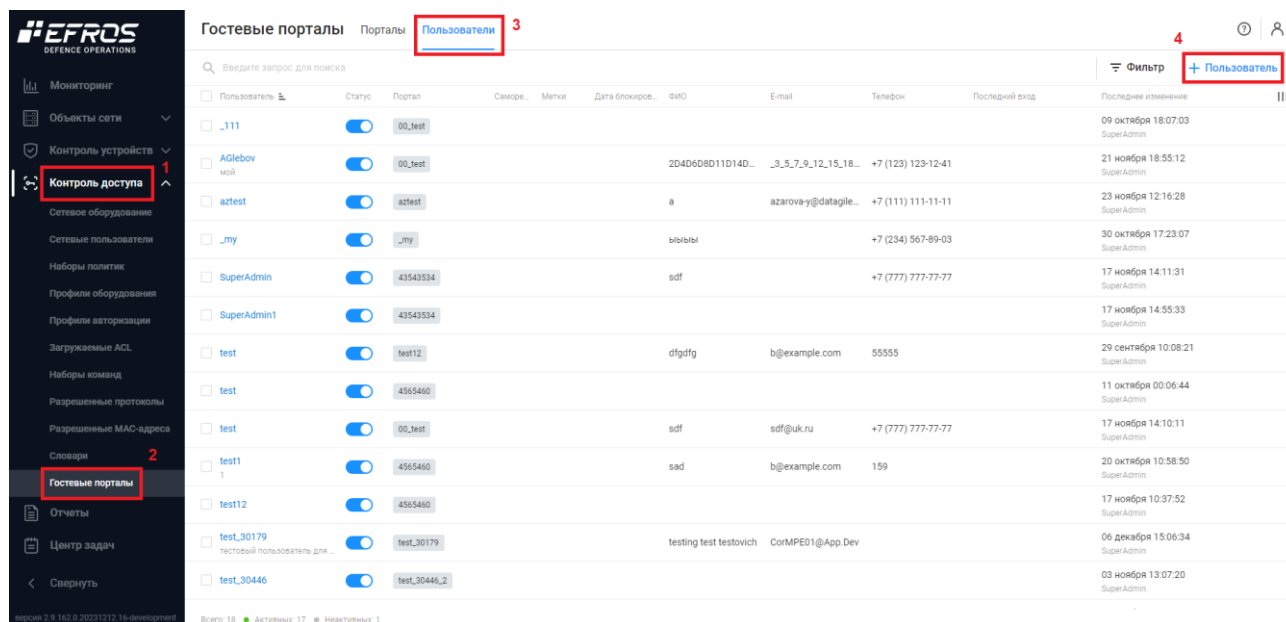 EFROS
DEFENCE OPERATIONS
Мониторинг
Объекты сети
Контроль устройств
1
Контроль доступа
Сетевое оборудование
Сетевые пользователи
Наборы политик
Профили оборудования
Профили авторизации
Загружаемые ACL
Наборы команд
Разрешенные протоколы
Разрешенные MAC-адреса
Словари
2
Гостевые порталы
Отчеты
Центр задач
Свернуть
версия 2.9.162.0.20231212.16-development
Гостевые порталы Порталы Пользователи 3
4
Введите запрос для поиска Фильтр + Пользователь
Пользователь Статус Портал Саморе... Метки Дата блокиров... ФИО E-mail Телефон Последний вход Последнее изменение
_111 00_test 09 октября 18:07:03
SuperAdmin
AGlebov 00_test 2D4D6D8D11D14D... _3_5_7_9_12_15_18... +7 (123) 123-12-41 21 ноября 18:55:12
мой SuperAdmin
aztest aztest a azarova-y@datagile... +7 (111) 111-11-11 23 ноября 12:16:28
SuperAdmin
_my _my ыыыы +7 (234) 567-89-03 30 октября 17:23:07
SuperAdmin
SuperAdmin 43543534 sdf +7 (777) 777-77-77 17 ноября 14:11:31
SuperAdmin
SuperAdmin1 43543534 17 ноября 14:55:33
SuperAdmin
test test12 dfgdfg b@example.com 55555 29 сентября 10:08:21
SuperAdmin
test 4565460 11 октября 00:06:44
SuperAdmin
test 00_test sdf sdf@uk.ru +7 (777) 777-77-77 17 ноября 14:10:11
SuperAdmin
test1 4565460 sad b@example.com 159 20 октября 10:58:50
1 SuperAdmin
test12 4565460 17 ноября 10:37:52
SuperAdmin
test_30179 test_30179 testing test testovich CorMPE01@App.Dev 06 декабря 15:06:34
тестовый пользователь для ... SuperAdmin
test_30446 test_30446_2 03 ноября 13:07:20
SuperAdmin
Всего: 18 Активных: 17 Неактивных: 1